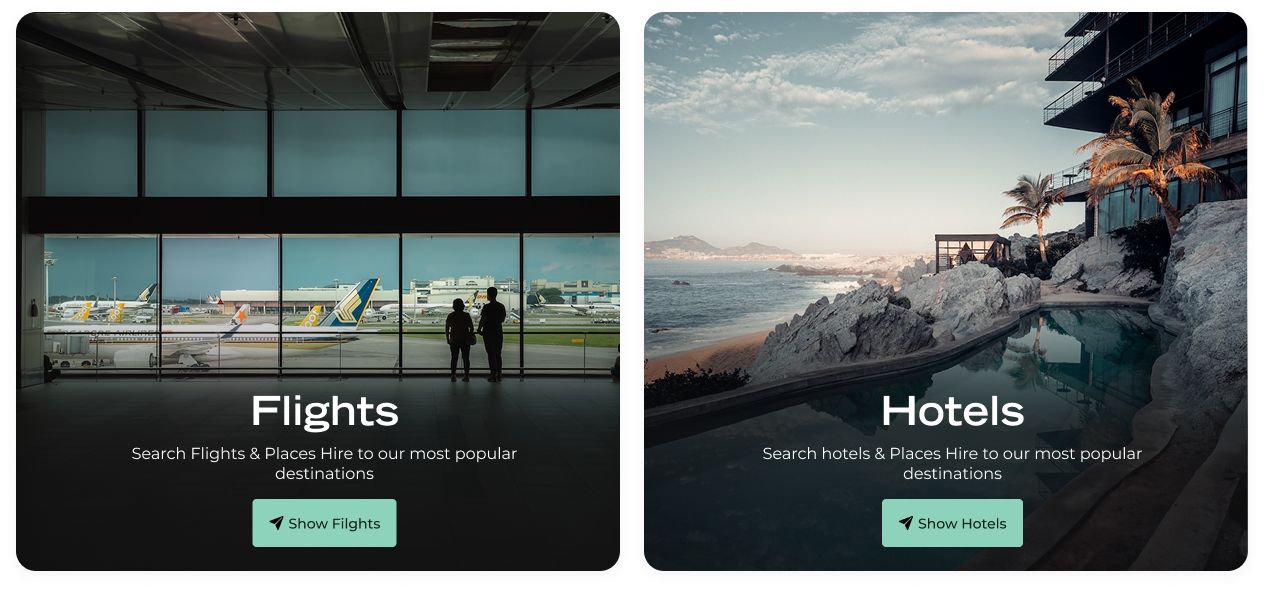 Flights
Search Flights & Places Hire to our most popular
destinations
Show Filghts
Hotels
Search hotels & Places Hire to our most popular
destinations
Show Hotels